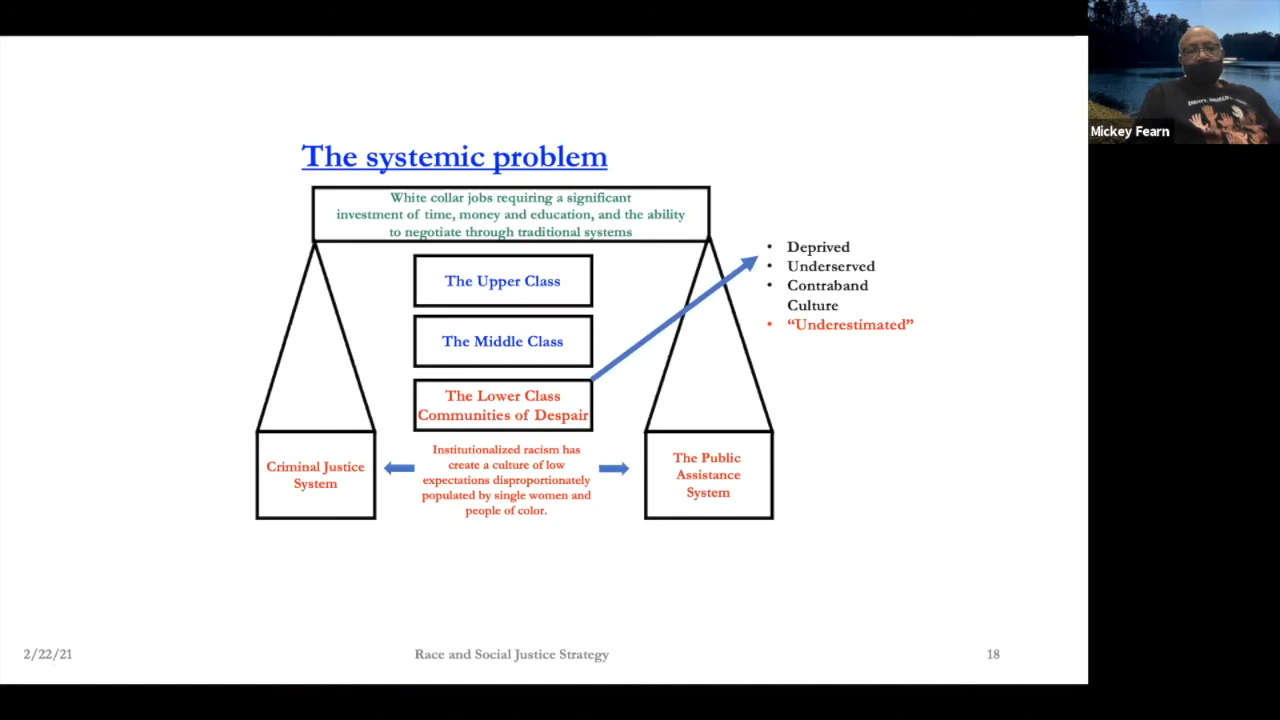 Mickey Fearn
The systemic problem
White collar jobs requiring a significant
investment of time, money and education, and the ability
to negotiate through traditional systems
The Upper Class
The Middle Class
The Lower Class
Communities of Despair
• Deprived
• Underserved
• Contraband
Culture
• “Underestimated”
Criminal Justice
System
Institutionalized racism has
create a culture of low
expectations disproportionately
populated by single women and
people of color.
The Public
Assistance
System
2/22/21
Race and Social Justice Strategy
18